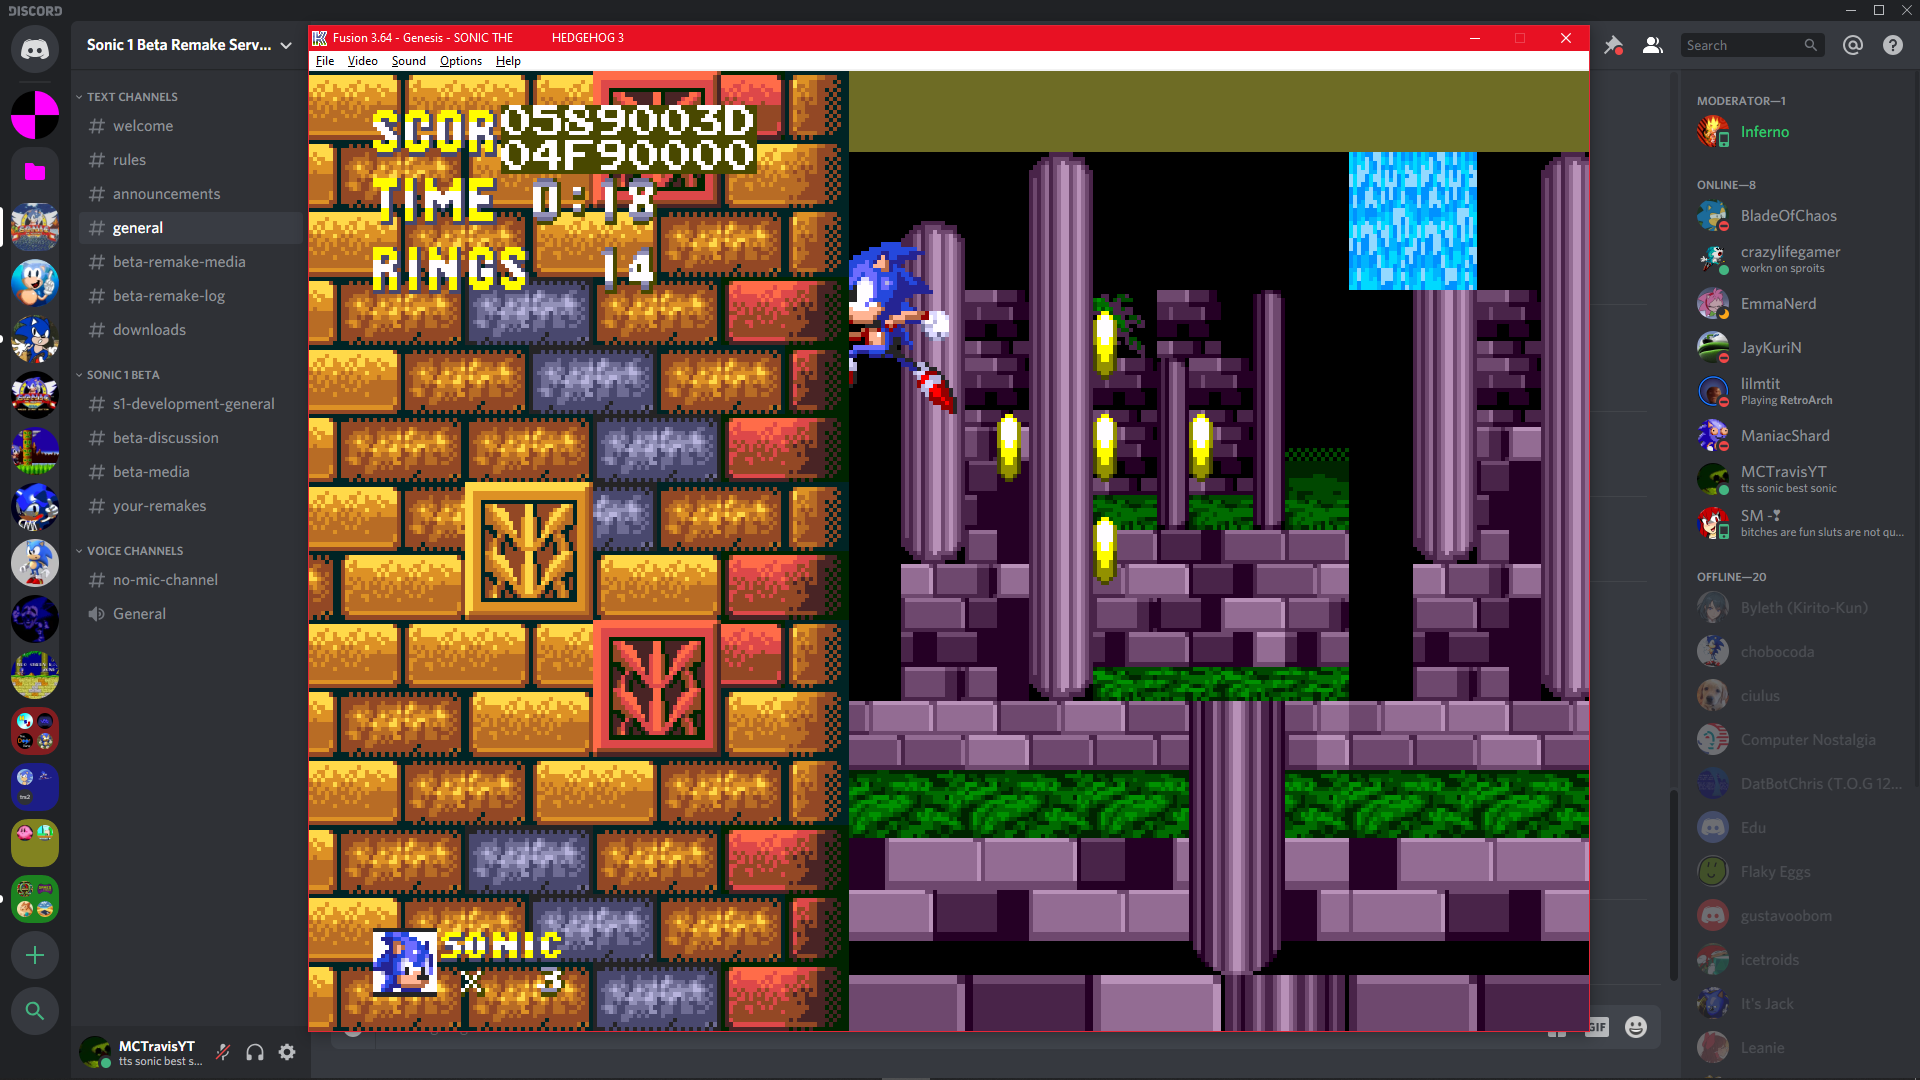 DISCORD
Sonic 1 Beta Remake Serv...
TEXT CHANNELS
welcome
rules
announcements
general
beta-remake-media
beta-remake-log
downloads
SONIC 1 BETA
s1-development-general
beta-discussion
beta-media
your-remakes
VOICE CHANNELS
no-mic-channel
General
MCTravisYT
tts sonic best s...
Fusion 3.64 - Genesis - SONIC THE HEDGEHOG 3
File Video Sound Options Help
SCOR 0589003D
04F90000
TIME 0:18
RINGS 14
SONIC
X 3
GIF
Search
MODERATOR—1
Inferno
ONLINE—8
BladeOfChaos
crazylifegamer
workn on sproits
EmmaNerd
JayKuriN
lilmtit
Playing RetroArch
ManiacShard
MCTravisYT
tts sonic best sonic
SM -❣
bitches are fun sluts are not qu...
OFFLINE—20
Byleth (Kirito-Kun)
chobocoda
ciulus
Computer Nostalgia
DatBotChris (T.O.G 12...
Edu
Flaky Eggs
gustavoobom
icetroids
It's Jack
Leanie